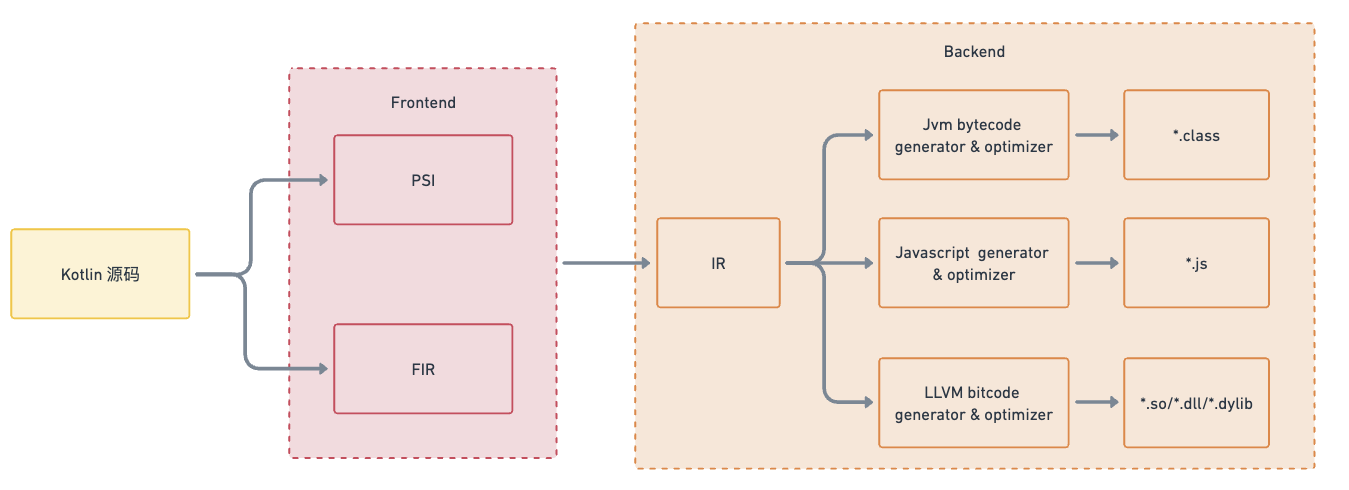 Kotlin 源码
Frontend
PSI
FIR
Backend
IR
Jvm bytecode
generator & optimizer
*.class
Javascript generator
& optimizer
*.js
LLVM bitcode
generator & optimizer
*.so/*.dll/*.dylib